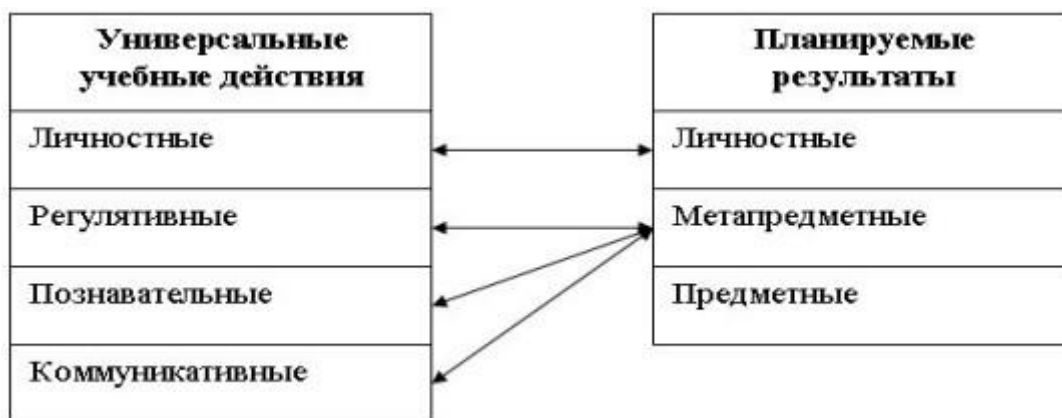 Универсальные
учебные действия
Личностные
Регулятивные
Познавательные
Коммуникативные
Планируемые
результаты
Личностные
Метапредметные
Предметные